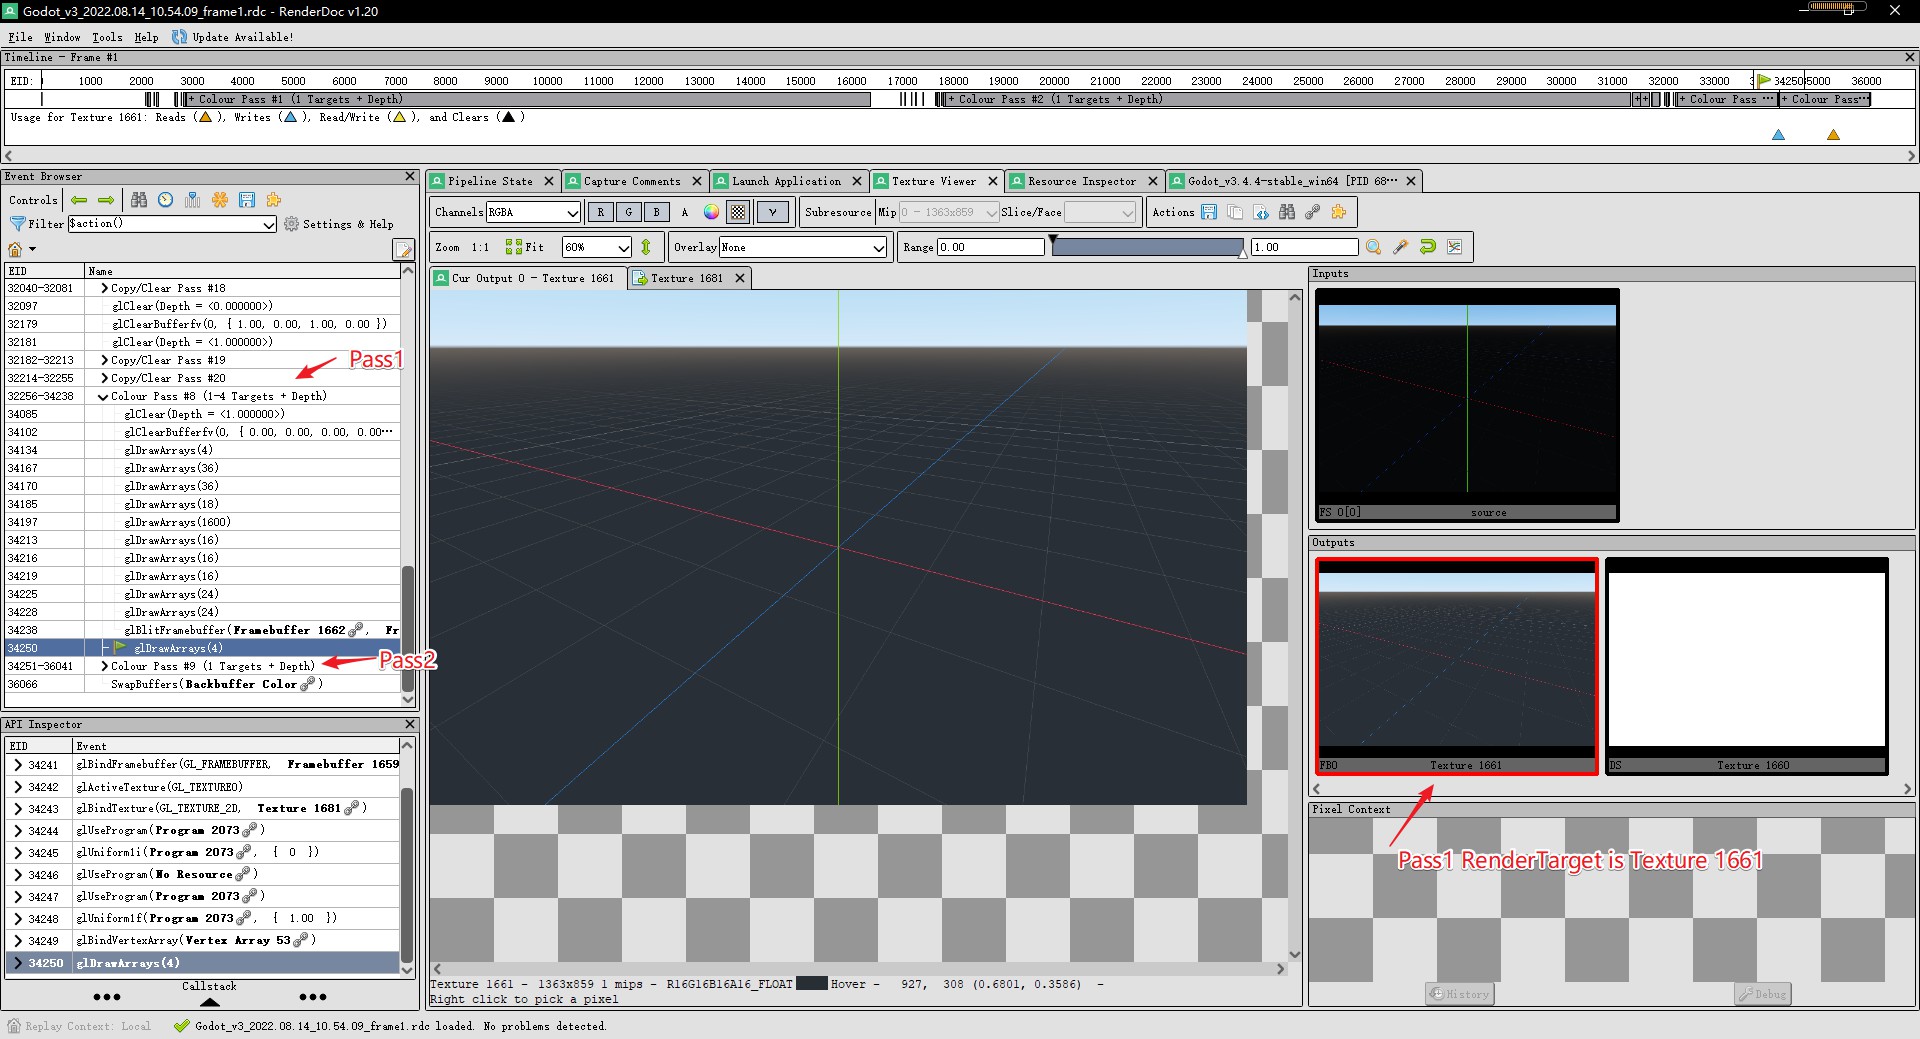 Godot_v3_2022.08.14_10.54.09_frame1.rdc - RenderDoc v1.20
File Window Tools Help Update Available!
Timeline - Frame #1
EID: 1000 2000 3000 4000 5000 6000 7000 8000 9000 10000 11000 12000 13000 14000 15000 16000 17000 18000 19000 20000 21000 22000 23000 24000 25000 26000 27000 28000 29000 30000 31000 32000 33000 34250 35000 36000
+ Colour Pass #1 (1 Targets + Depth) + Colour Pass #2 (1 Targets + Depth) + + + Colour Pass ··· + Colour Pass···
Usage for Texture 1661: Reads ( ), Writes ( ), Read/Write ( ), and Clears ( )
Event Browser
Controls
Filter $action() Settings & Help
EID Name
32040-32081 Copy/Clear Pass #18
32097 glClear(Depth = <0.000000>)
32179 glClearBufferfv(0, { 1.00, 0.00, 1.00, 0.00 })
32181 glClear(Depth = <1.000000>)
32182-32213 Copy/Clear Pass #19
Pass1
32214-32255 Copy/Clear Pass #20
32256-34238 Colour Pass #8 (1-4 Targets + Depth)
34085 glClear(Depth = <1.000000>)
34102 glClearBufferfv(0, { 0.00, 0.00, 0.00, 0.00···
34134 glDrawArrays(4)
34167 glDrawArrays(36)
34170 glDrawArrays(36)
34185 glDrawArrays(18)
34197 glDrawArrays(1600)
34213 glDrawArrays(16)
34216 glDrawArrays(16)
34219 glDrawArrays(16)
34225 glDrawArrays(24)
34228 glDrawArrays(24)
34238 glBlitFramebuffer(Framebuffer 1662 , Fr
34250 glDrawArrays(4)
34251-36041 Colour Pass #9 (1 Targets + Depth)
Pass2
36066 SwapBuffers(Backbuffer Color )
API Inspector
EID Event
34241 glBindFramebuffer(GL_FRAMEBUFFER, Framebuffer 1659
34242 glActiveTexture(GL_TEXTURE0)
34243 glBindTexture(GL_TEXTURE_2D, Texture 1681 )
34244 glUseProgram(Program 2073 )
34245 glUniform1i(Program 2073 , { 0 })
34246 glUseProgram(No Resource )
34247 glUseProgram(Program 2073 )
34248 glUniform1f(Program 2073 , { 1.00 })
34249 glBindVertexArray(Vertex Array 53 )
34250 glDrawArrays(4)
Callstack
Pipeline State Capture Comments Launch Application Texture Viewer Resource Inspector Godot_v3.4.4-stable_win64 [PID 68···
Channels RGBA R G B A γ Subresource Mip 0 - 1363x859 Slice/Face Actions
Zoom 1:1 Fit 60% Overlay None Range 0.00 1.00
Cur Output 0 - Texture 1661 Texture 1681
Texture 1661 - 1363x859 1 mips - R16G16B16A16_FLOAT Hover - 927, 308 (0.6801, 0.3586) -
Right click to pick a pixel
Inputs
FS 0[0] source
Outputs
FBO Texture 1661
DS Texture 1660
Pixel Context
Pass1 RenderTarget is Texture 1661
History Debug
Replay Context: Local Godot_v3_2022.08.14_10.54.09_frame1.rdc loaded. No problems detected.